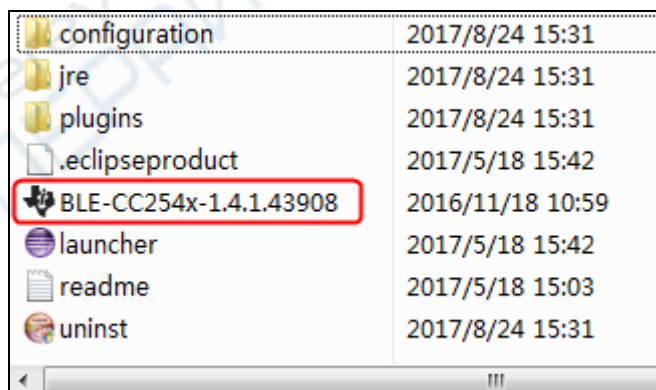 configuration 2017/8/24 15:31
jre 2017/8/24 15:31
plugins 2017/8/24 15:31
.eclipseproduct 2017/5/18 15:42
BLE-CC254x-1.4.1.43908 2016/11/18 10:59
launcher 2017/5/18 15:42
readme 2017/5/18 15:03
uninst 2017/8/24 15:31